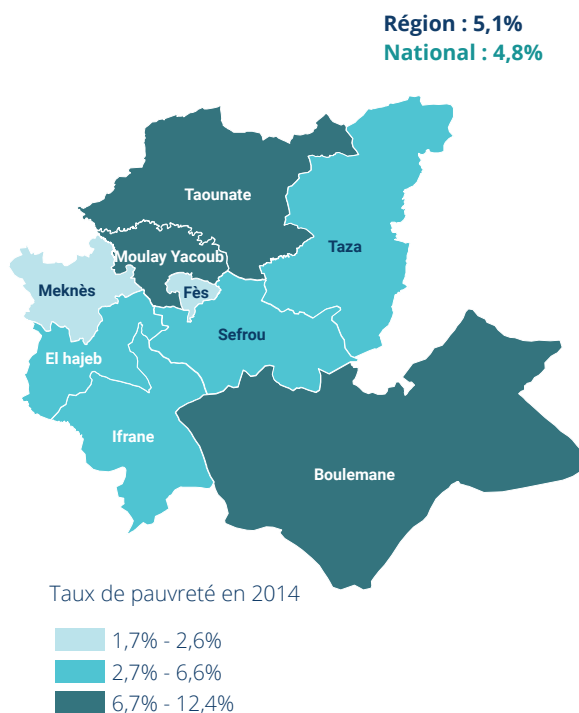 Région : 5,1%
National : 4,8%
Taounate
Taza
Moulay Yacoub
Meknès
Fès
Sefrou
El hajeb
Ifrane
Boulemane
Taux de pauvreté en 2014
1,7% - 2,6%
2,7% - 6,6%
6,7% - 12,4%